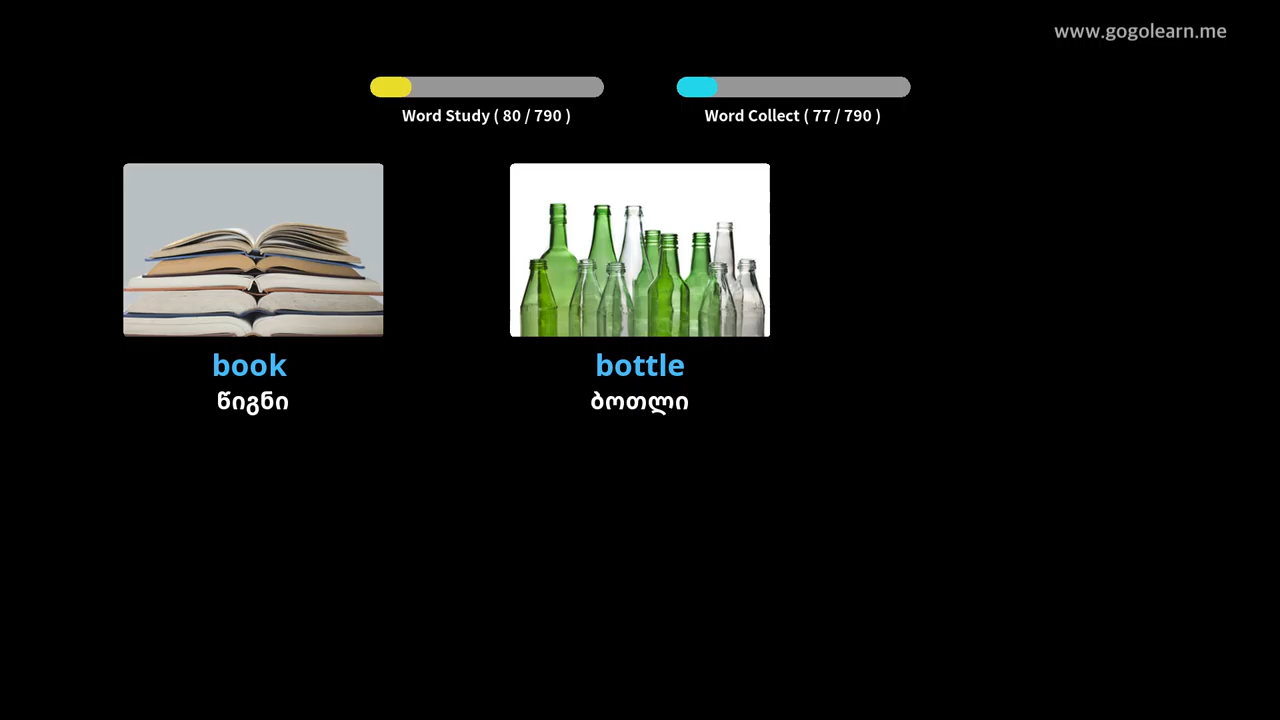 www.gogolearn.me
Word Study ( 80 / 790 )
Word Collect ( 77 / 790 )
book
წიგნი
bottle
ბოთლი